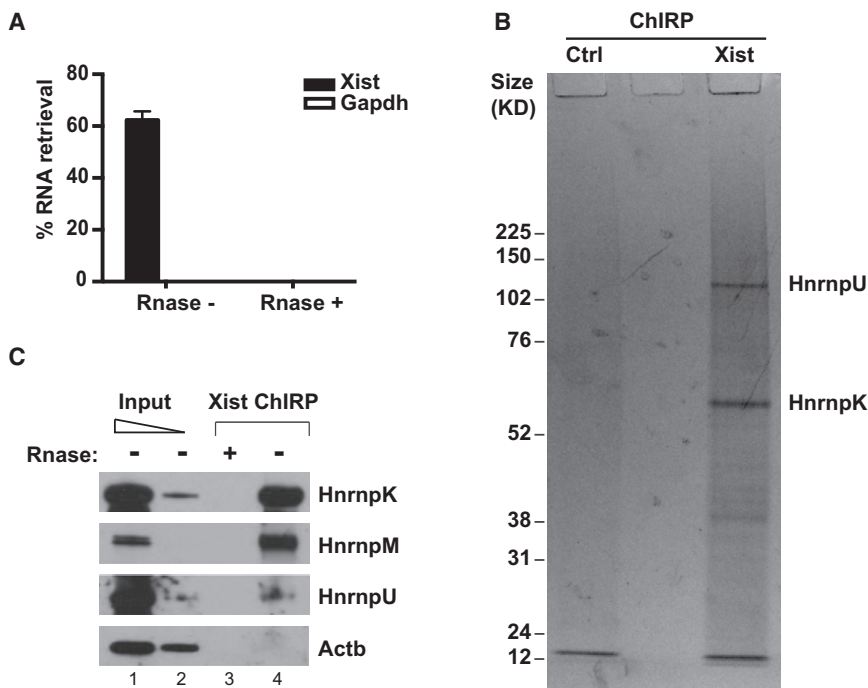 A
80
60
40
20
0
% RNA retrieval
Xist
Gapdh
Rnase -
Rnase +
B
ChIRP
Ctrl
Xist
Size
(KD)
225
150
102
76
52
38
31
24
12
HnrnpU
HnrnpK
C
Input
Xist ChIRP
Rnase: - - + -
HnrnpK
HnrnpM
HnrnpU
Actb
1 2 3 4